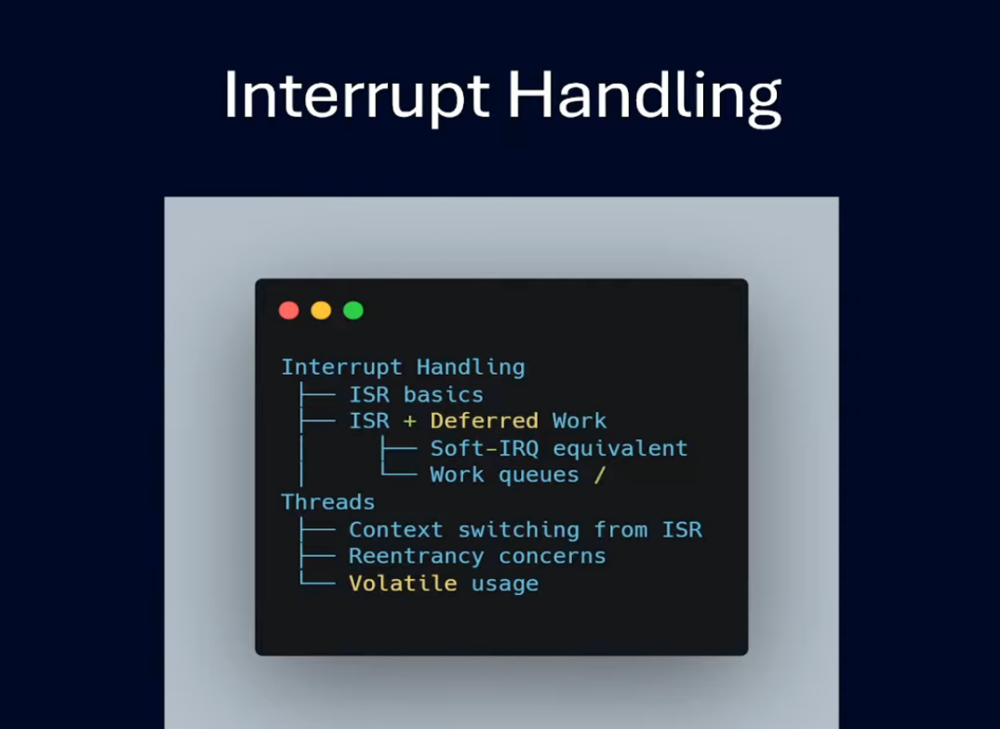 Interrupt Handling
Interrupt Handling
├── ISR basics
├── ISR + Deferred Work
│     ├── Soft-IRQ equivalent
│     └── Work queues /
Threads
├── Context switching from ISR
├── Reentrancy concerns
└── Volatile usage